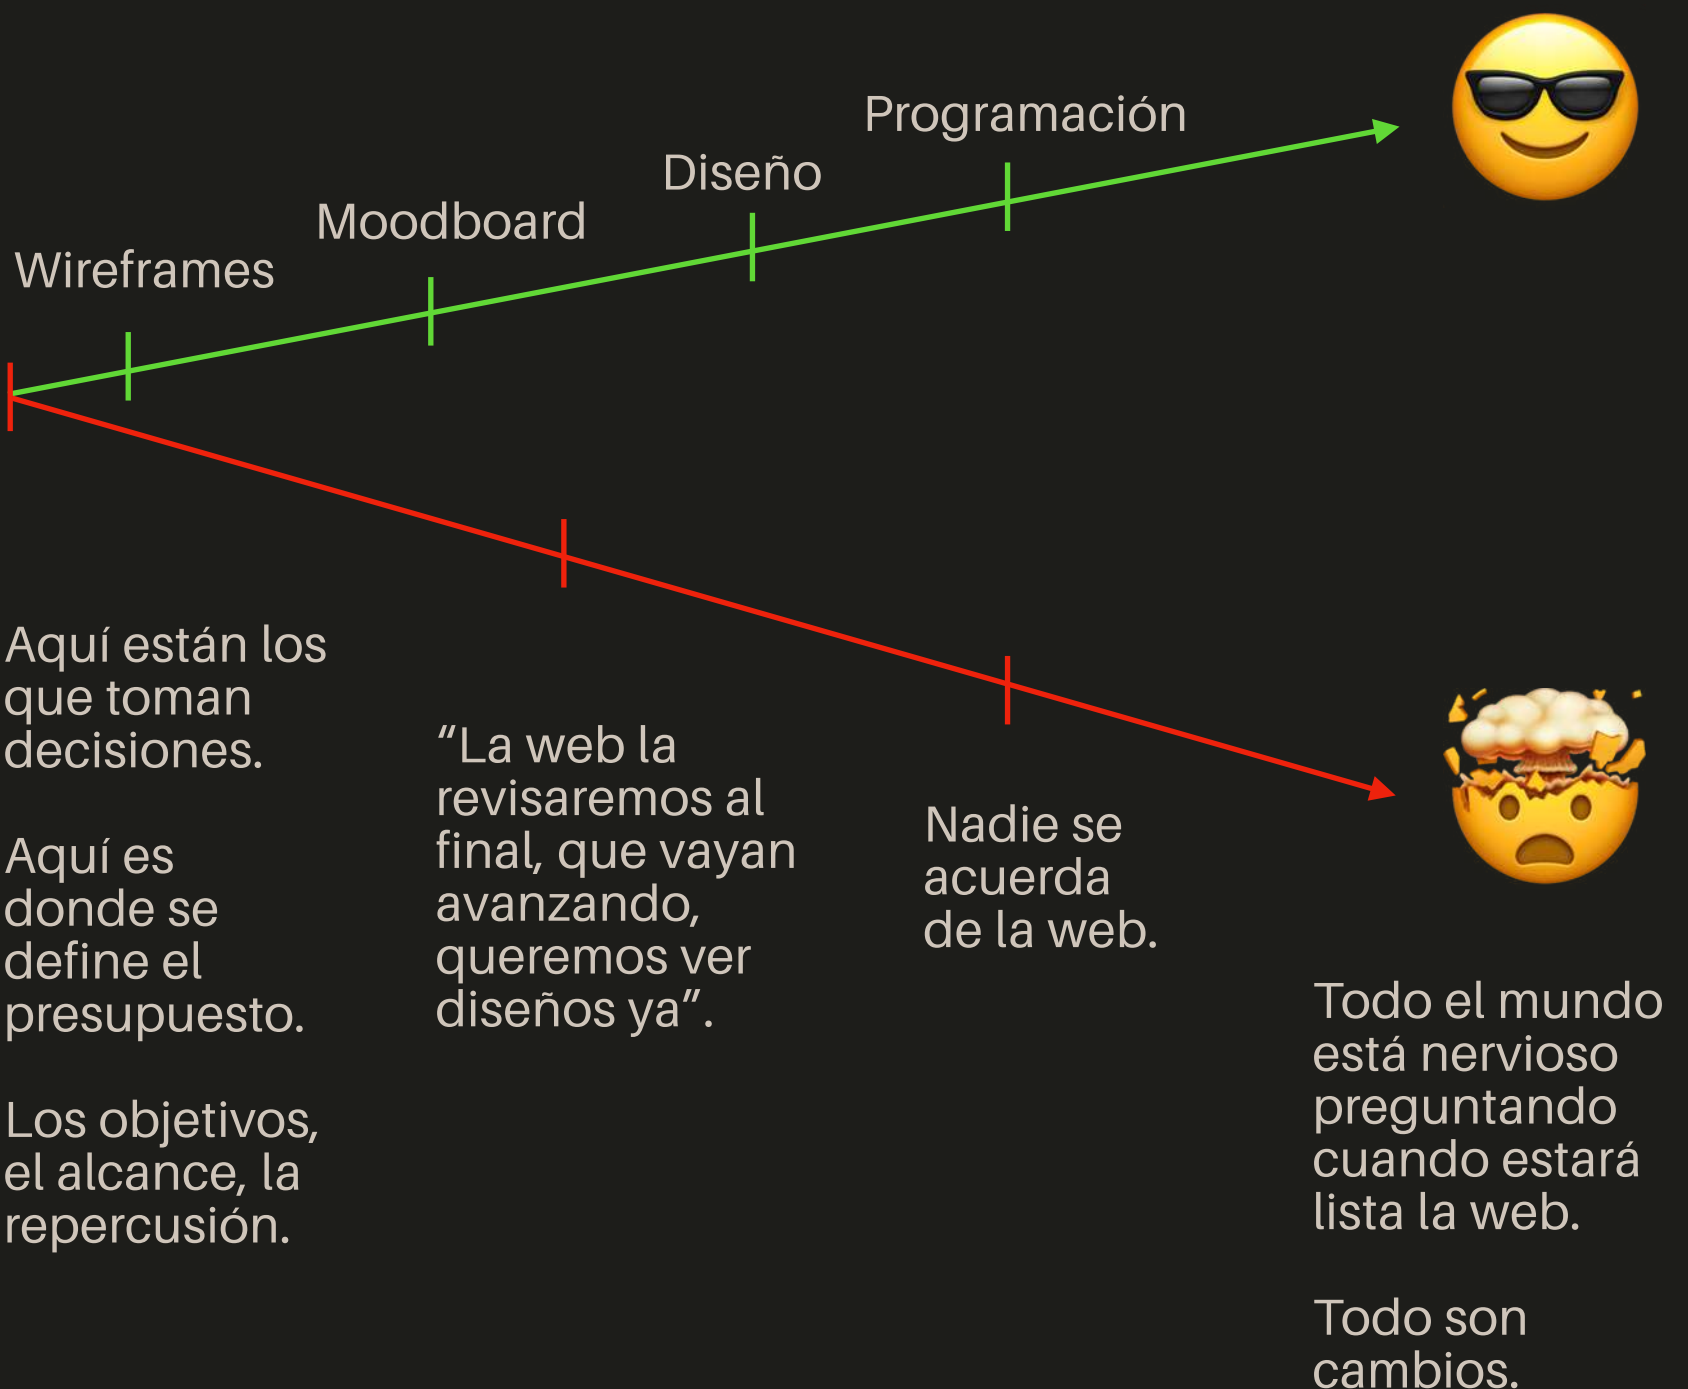 Programación
Diseño
Moodboard
Wireframes
Aquí están los
que toman
decisiones.
Aquí es
donde se
define el
presupuesto.
Los objetivos,
el alcance, la
repercusión.
“La web la
revisaremos al
final, que vayan
avanzando,
queremos ver
diseños ya”.
Nadie se
acuerda
de la web.
Todo el mundo
está nervioso
preguntando
cuando estará
lista la web.
Todo son
cambios.